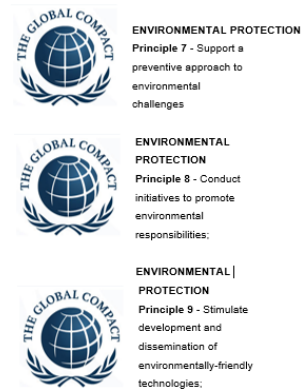 THE GLOBAL COMPACT
ENVIRONMENTAL PROTECTION
Principle 7 - Support a
preventive approach to
environmental
challenges
THE GLOBAL COMPACT
ENVIRONMENTAL
PROTECTION
Principle 8 - Conduct
initiatives to promote
environmental
responsibilities;
THE GLOBAL COMPACT
ENVIRONMENTAL
PROTECTION
Principle 9 - Stimulate
development and
dissemination of
environmentally-friendly
technologies;